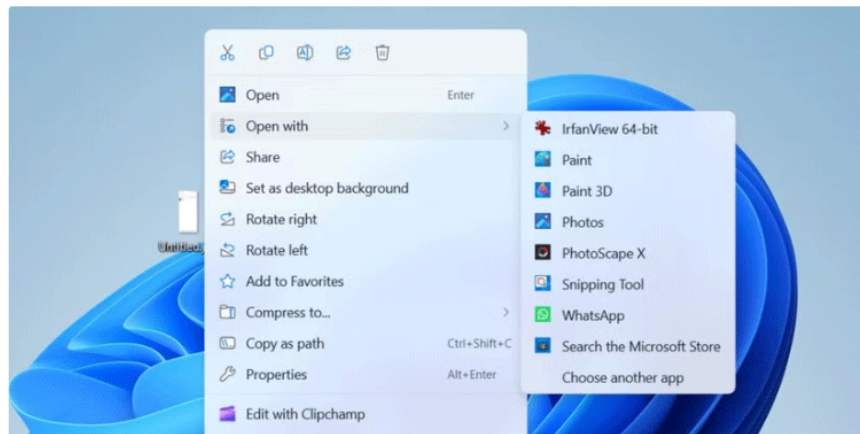 Open Enter
Open with
Share
Set as desktop background
Rotate right
Rotate left
Add to Favorites
Compress to...
Copy as path Ctrl+Shift+C
Properties Alt+Enter
Edit with Clipchamp
IrfanView 64-bit
Paint
Paint 3D
Photos
PhotoScape X
Snipping Tool
WhatsApp
Search the Microsoft Store
Choose another app
Untitled